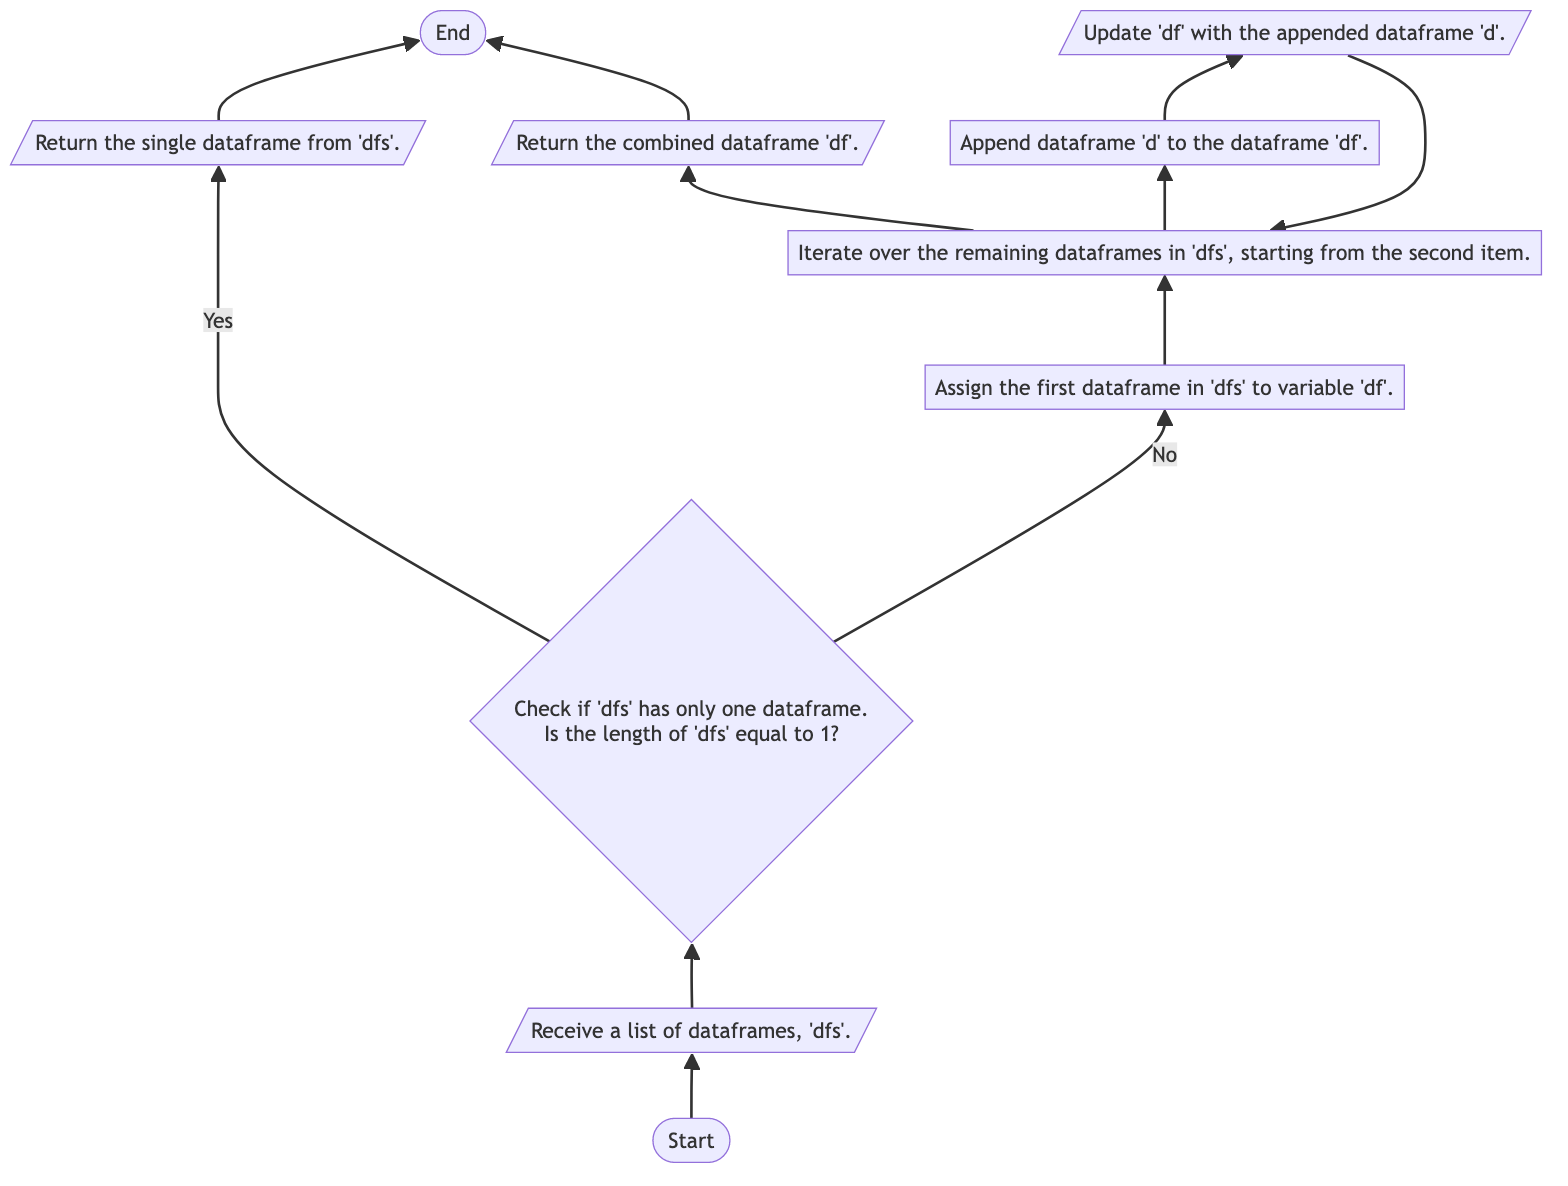 End
Update 'df' with the appended dataframe 'd'.
Return the single dataframe from 'dfs'.
Return the combined dataframe 'df'.
Append dataframe 'd' to the dataframe 'df'.
Iterate over the remaining dataframes in 'dfs', starting from the second item.
Yes
Assign the first dataframe in 'dfs' to variable 'df'.
No
Check if 'dfs' has only one dataframe.
Is the length of 'dfs' equal to 1?
Receive a list of dataframes, 'dfs'.
Start